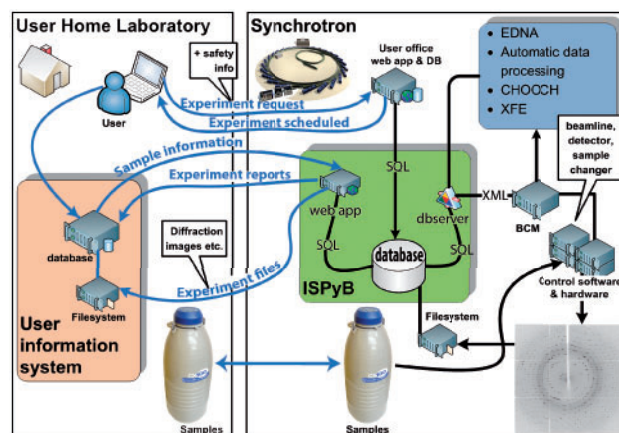 User Home Laboratory
Synchrotron
+ safety
info
User office
web app & DB
• EDNA
• Automatic data
processing
• CHOOCH
• XFE
User
Experiment request
Experiment scheduled
Sample information
Experiment reports
SQL
beamline,
detector,
sample
changer
XML
BCM
web app
dbserver
SQL
SQL
database
database
Diffraction
images etc.
Experiment files
ISPyB
Control software
& hardware
Filesystem
User
information
system
Filesystem
Samples
Samples